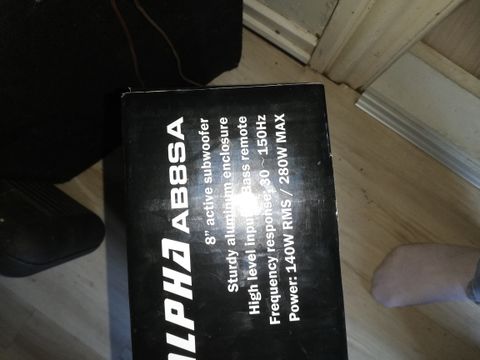 ALPHA AB8SA
8" active subwoofer
Sturdy aluminum enclosure
High level input Bass remote
Frequency response: 30 ~ 150Hz
Power: 140W RMS / 280W MAX